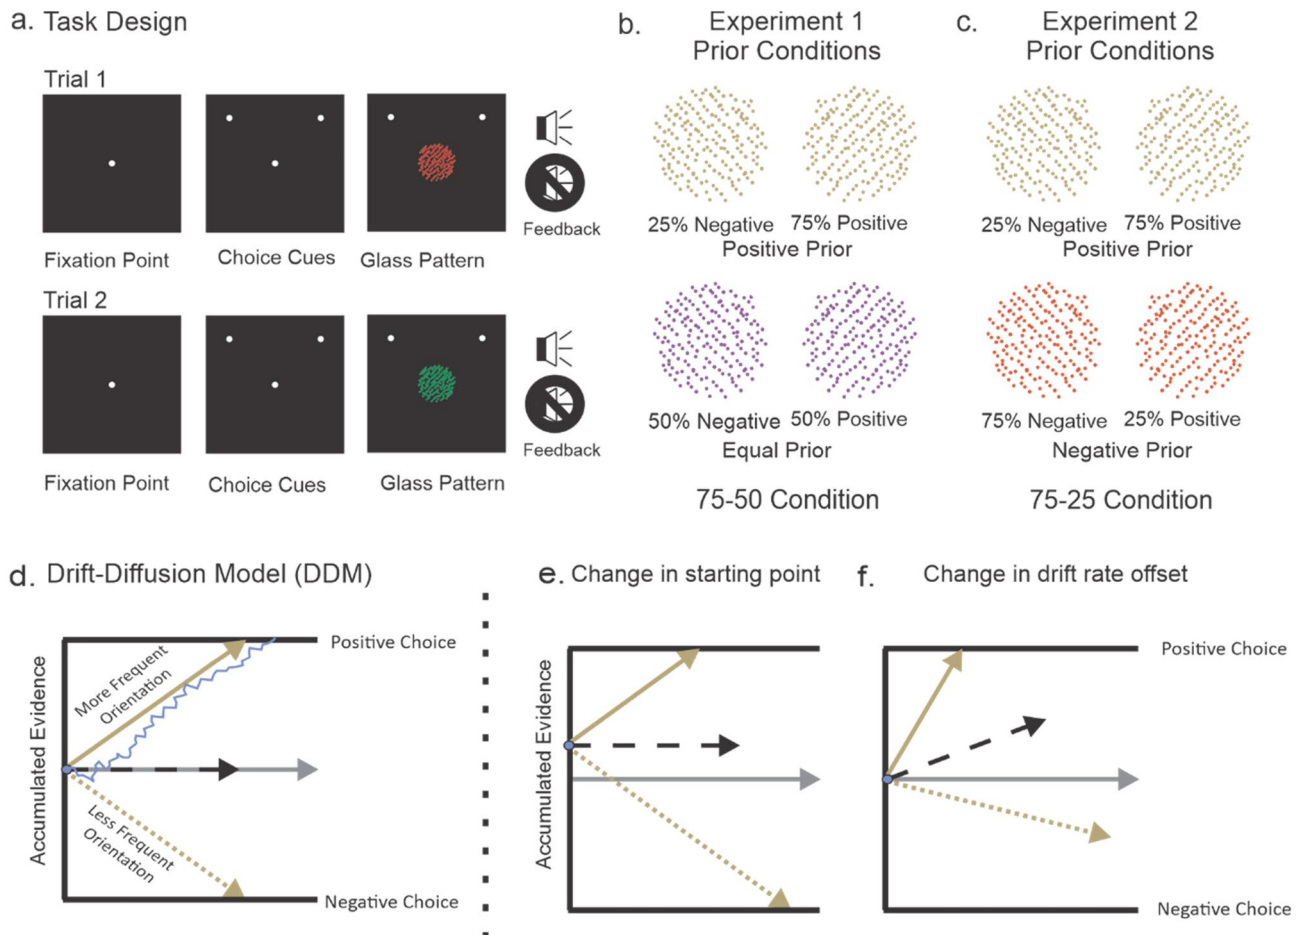 a. Task Design
Trial 1
Fixation Point
Choice Cues
Glass Pattern
Feedback
Trial 2
Fixation Point
Choice Cues
Glass Pattern
Feedback
b. Experiment 1
Prior Conditions
25% Negative
75% Positive
Positive Prior
50% Negative
50% Positive
Equal Prior
75-50 Condition
c. Experiment 2
Prior Conditions
25% Negative
75% Positive
Positive Prior
75% Negative
25% Positive
Negative Prior
75-25 Condition
d. Drift-Diffusion Model (DDM)
Accumulated Evidence
More Frequent
Orientation
Less Frequent
Orientation
Positive Choice
Negative Choice
e. Change in starting point
Accumulated Evidence
f. Change in drift rate offset
Positive Choice
Negative Choice